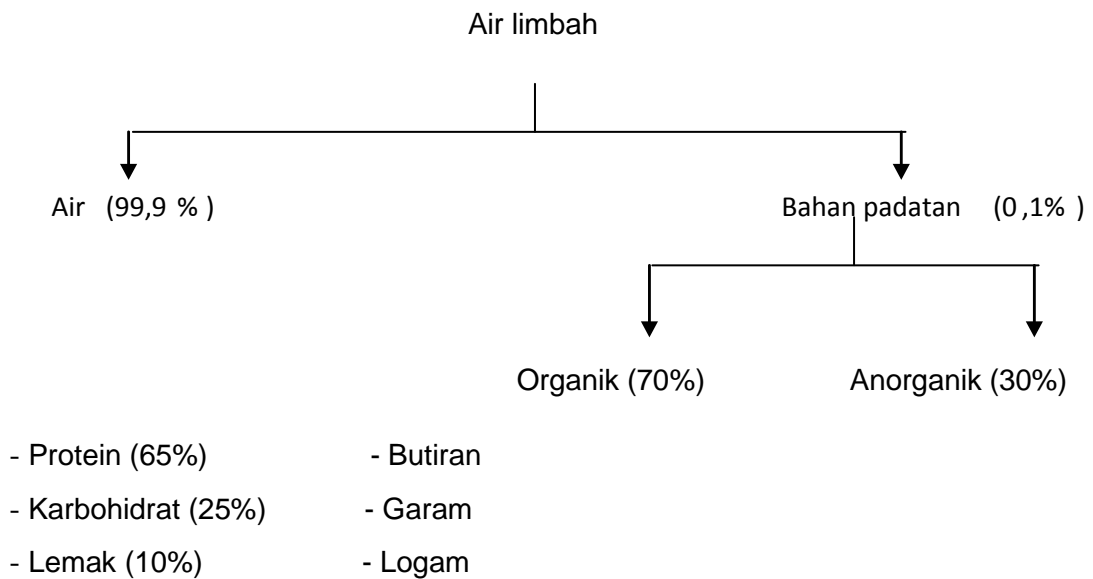 Air limbah
Air (99,9 % ) Bahan padatan (0 ,1% )
Organik (70%) Anorganik (30%)
- Protein (65%) - Butiran
- Karbohidrat (25%) - Garam
- Lemak (10%) - Logam